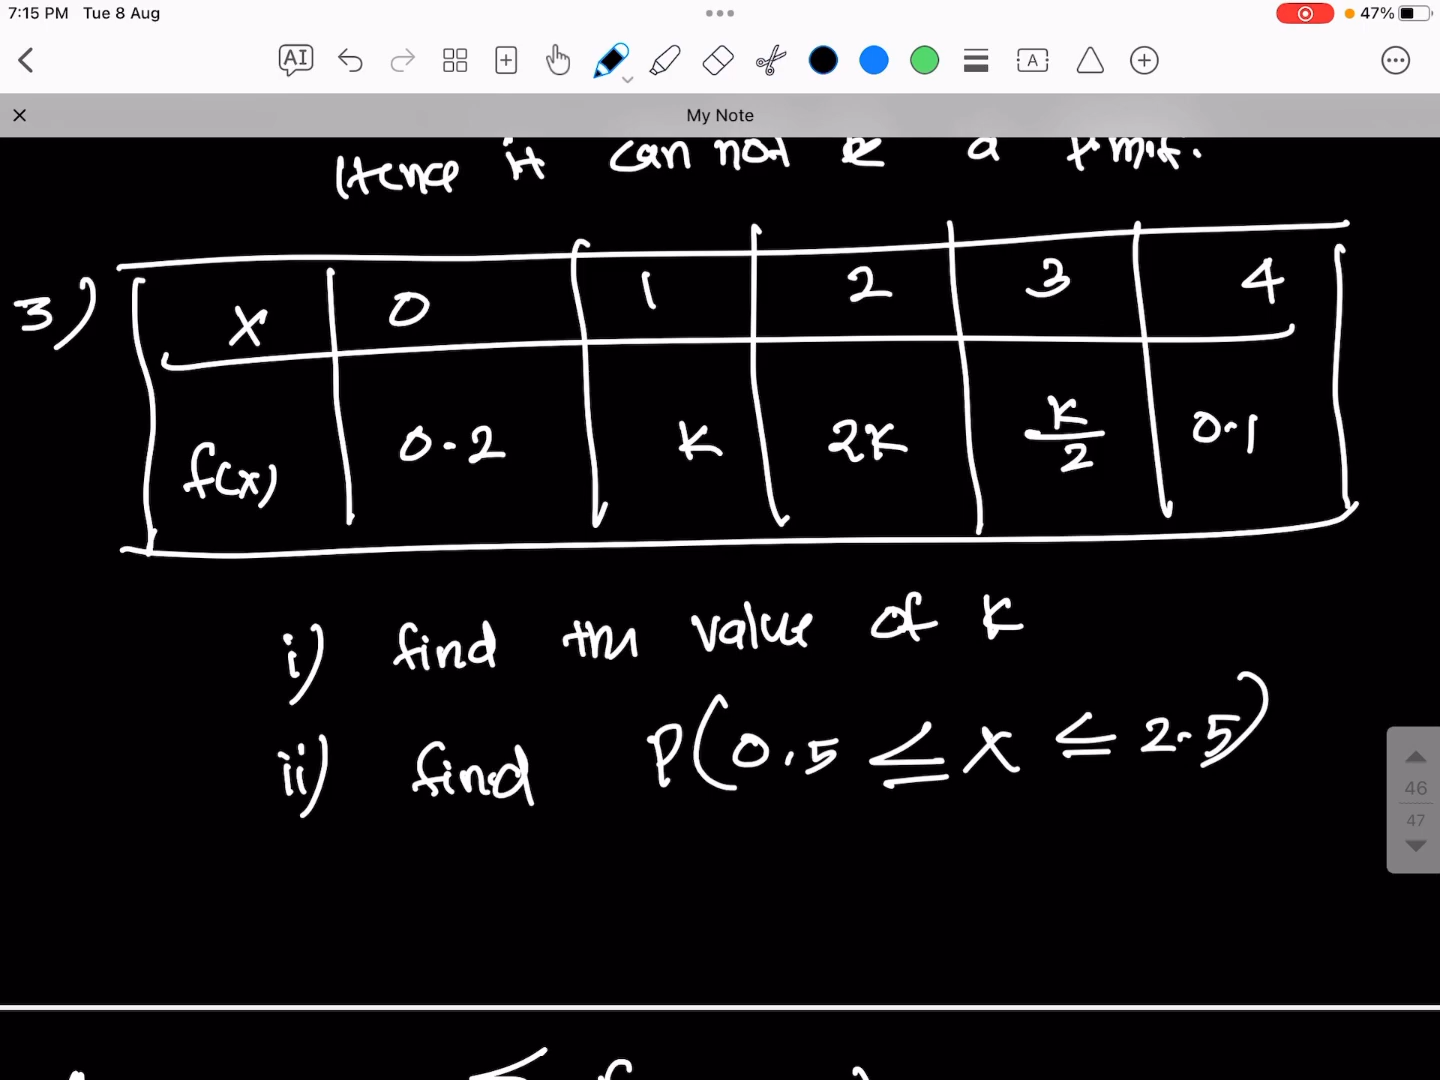 7:15 PM Tue 8 Aug
47%
AI
A
My Note
Hence it can not be a
3)
X 0 1 2 3 4
f(x) 0.2 K 2K K/2 0.1
i) find the value of K
ii) find P(0.5 ≤ X ≤ 2.5)
46
47